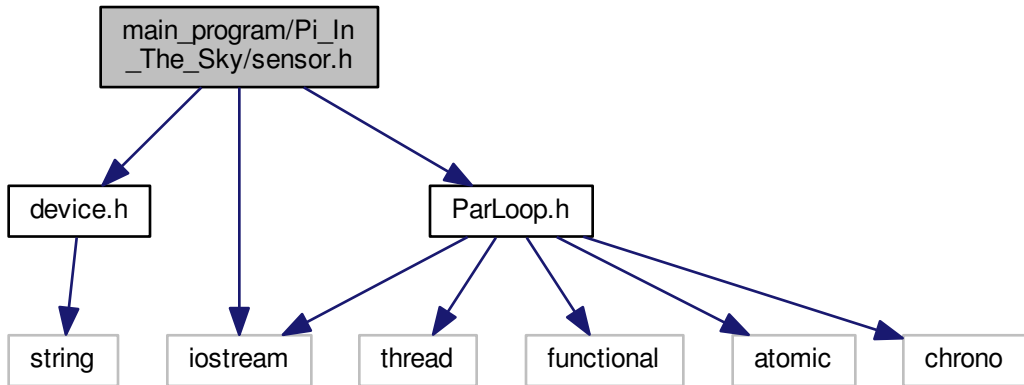 main_program/Pi_In
_The_Sky/sensor.h
device.h
ParLoop.h
string
iostream
thread
functional
atomic
chrono